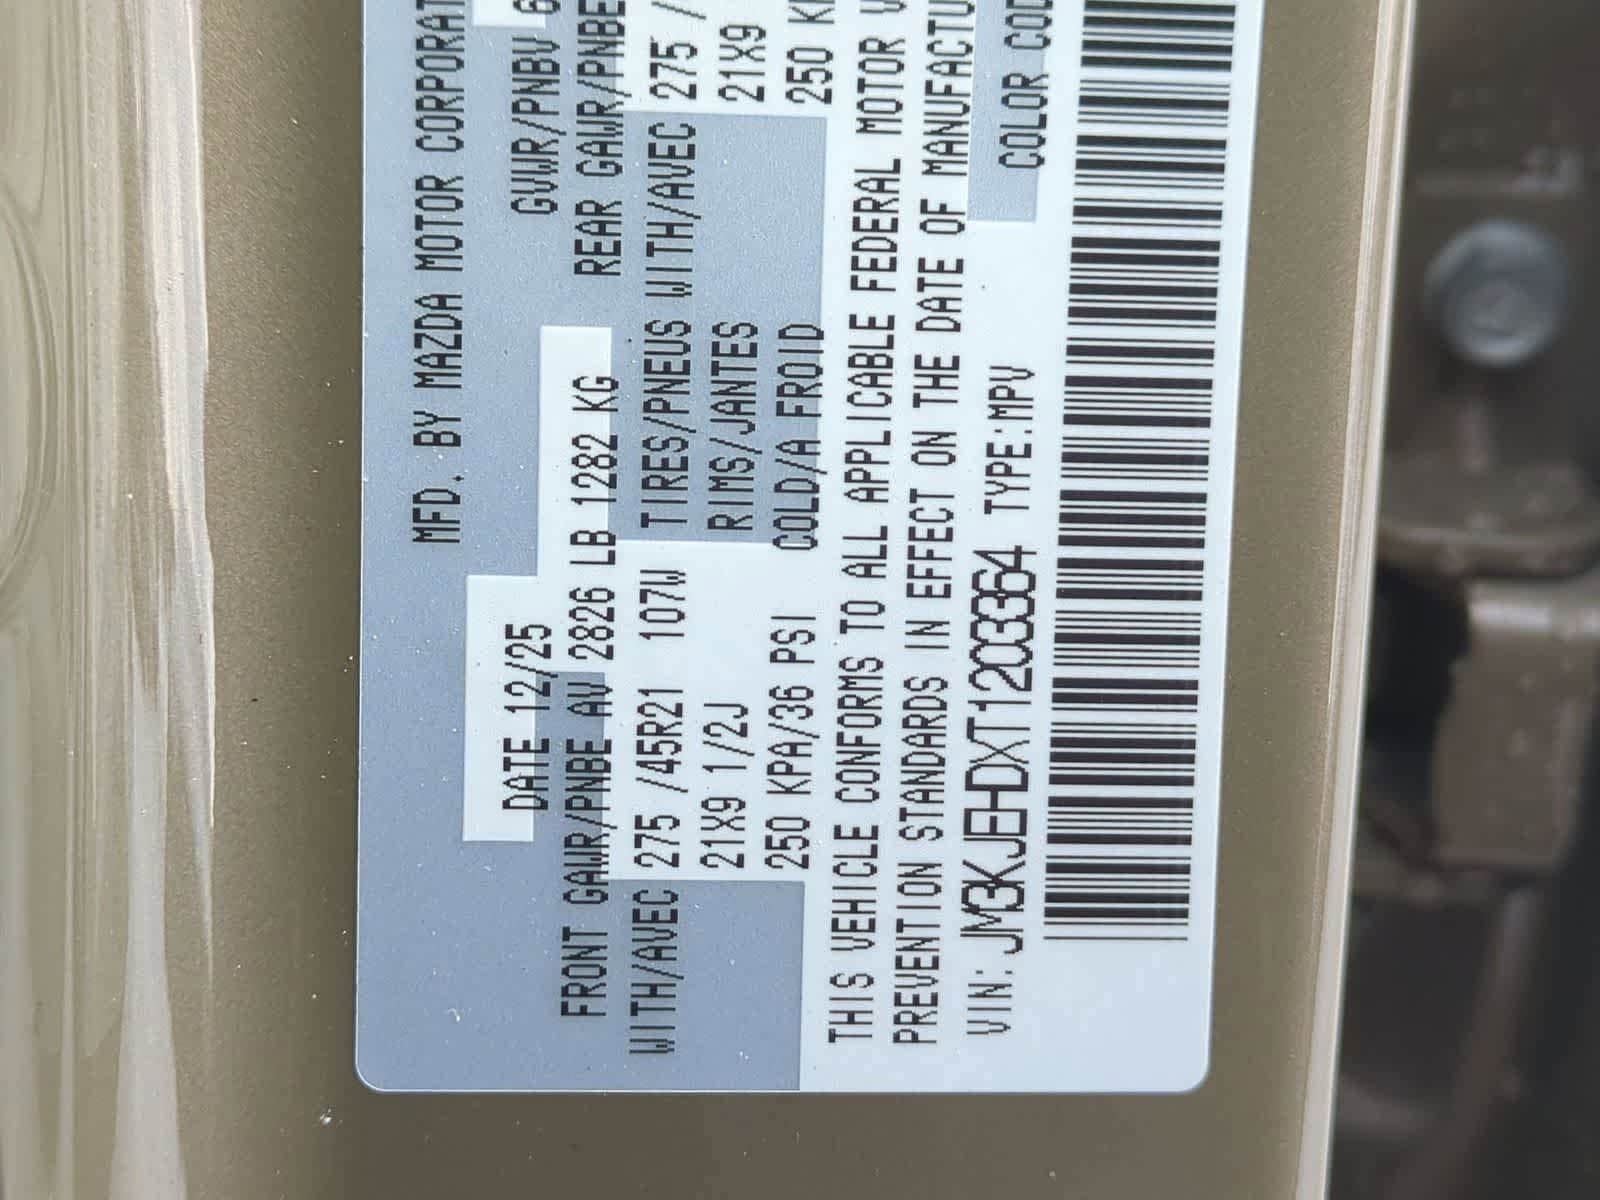 MFD. BY MAZDA MOTOR CORPORAT
DATE 12/25 GVWR/PNBV 6
FRONT GAWR/PNBE AV 2826 LB 1282 KG REAR GAWR/PNBE
WITH/AVEC 275 /45R21 107W TIRES/PNEUS WITH/AVEC 275 /
21X9 1/2J RIMS/JANTES 21X9
250 KPA/36 PSI COLD/A FROID 250 K
THIS VEHICLE CONFORMS TO ALL APPLICABLE FEDERAL MOTOR V
PREVENTION STANDARDS IN EFFECT ON THE DATE OF MANUFACTU
VIN: JM3KJEHDXT1203364 TYPE:MPV COLOR COD